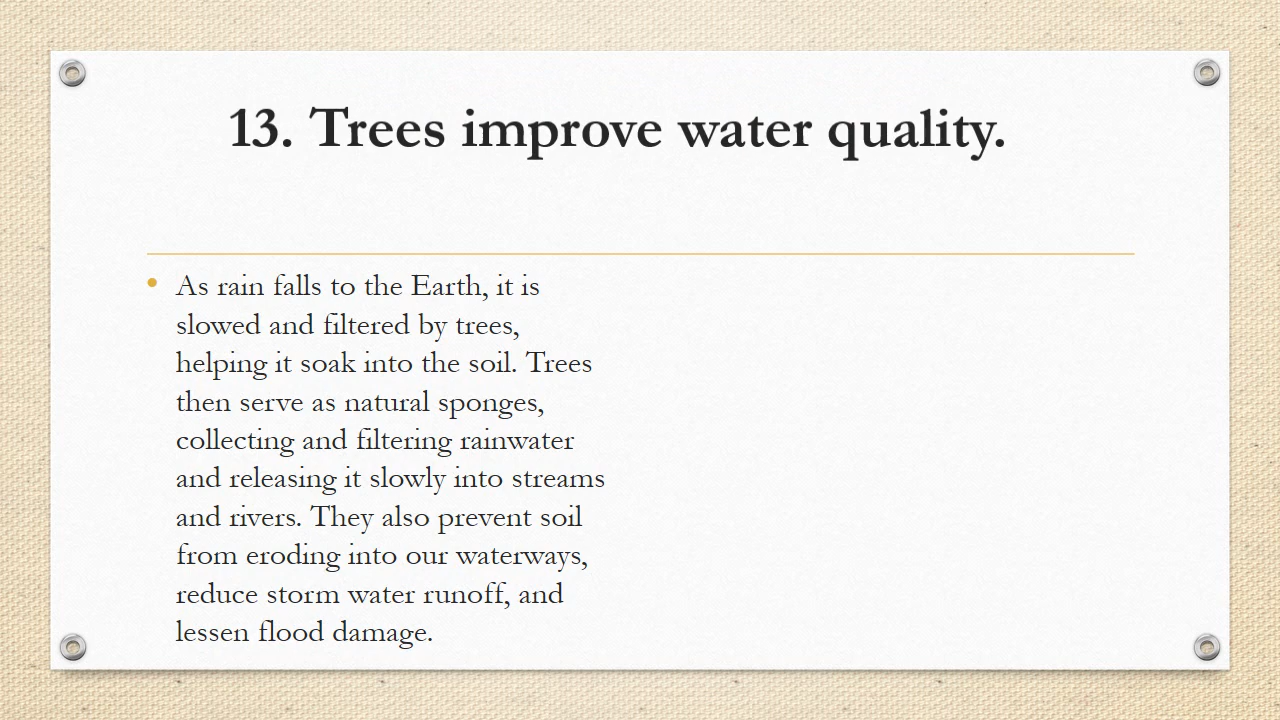 13. Trees improve water quality.
• As rain falls to the Earth, it is
slowed and filtered by trees,
helping it soak into the soil. Trees
then serve as natural sponges,
collecting and filtering rainwater
and releasing it slowly into streams
and rivers. They also prevent soil
from eroding into our waterways,
reduce storm water runoff, and
lessen flood damage.